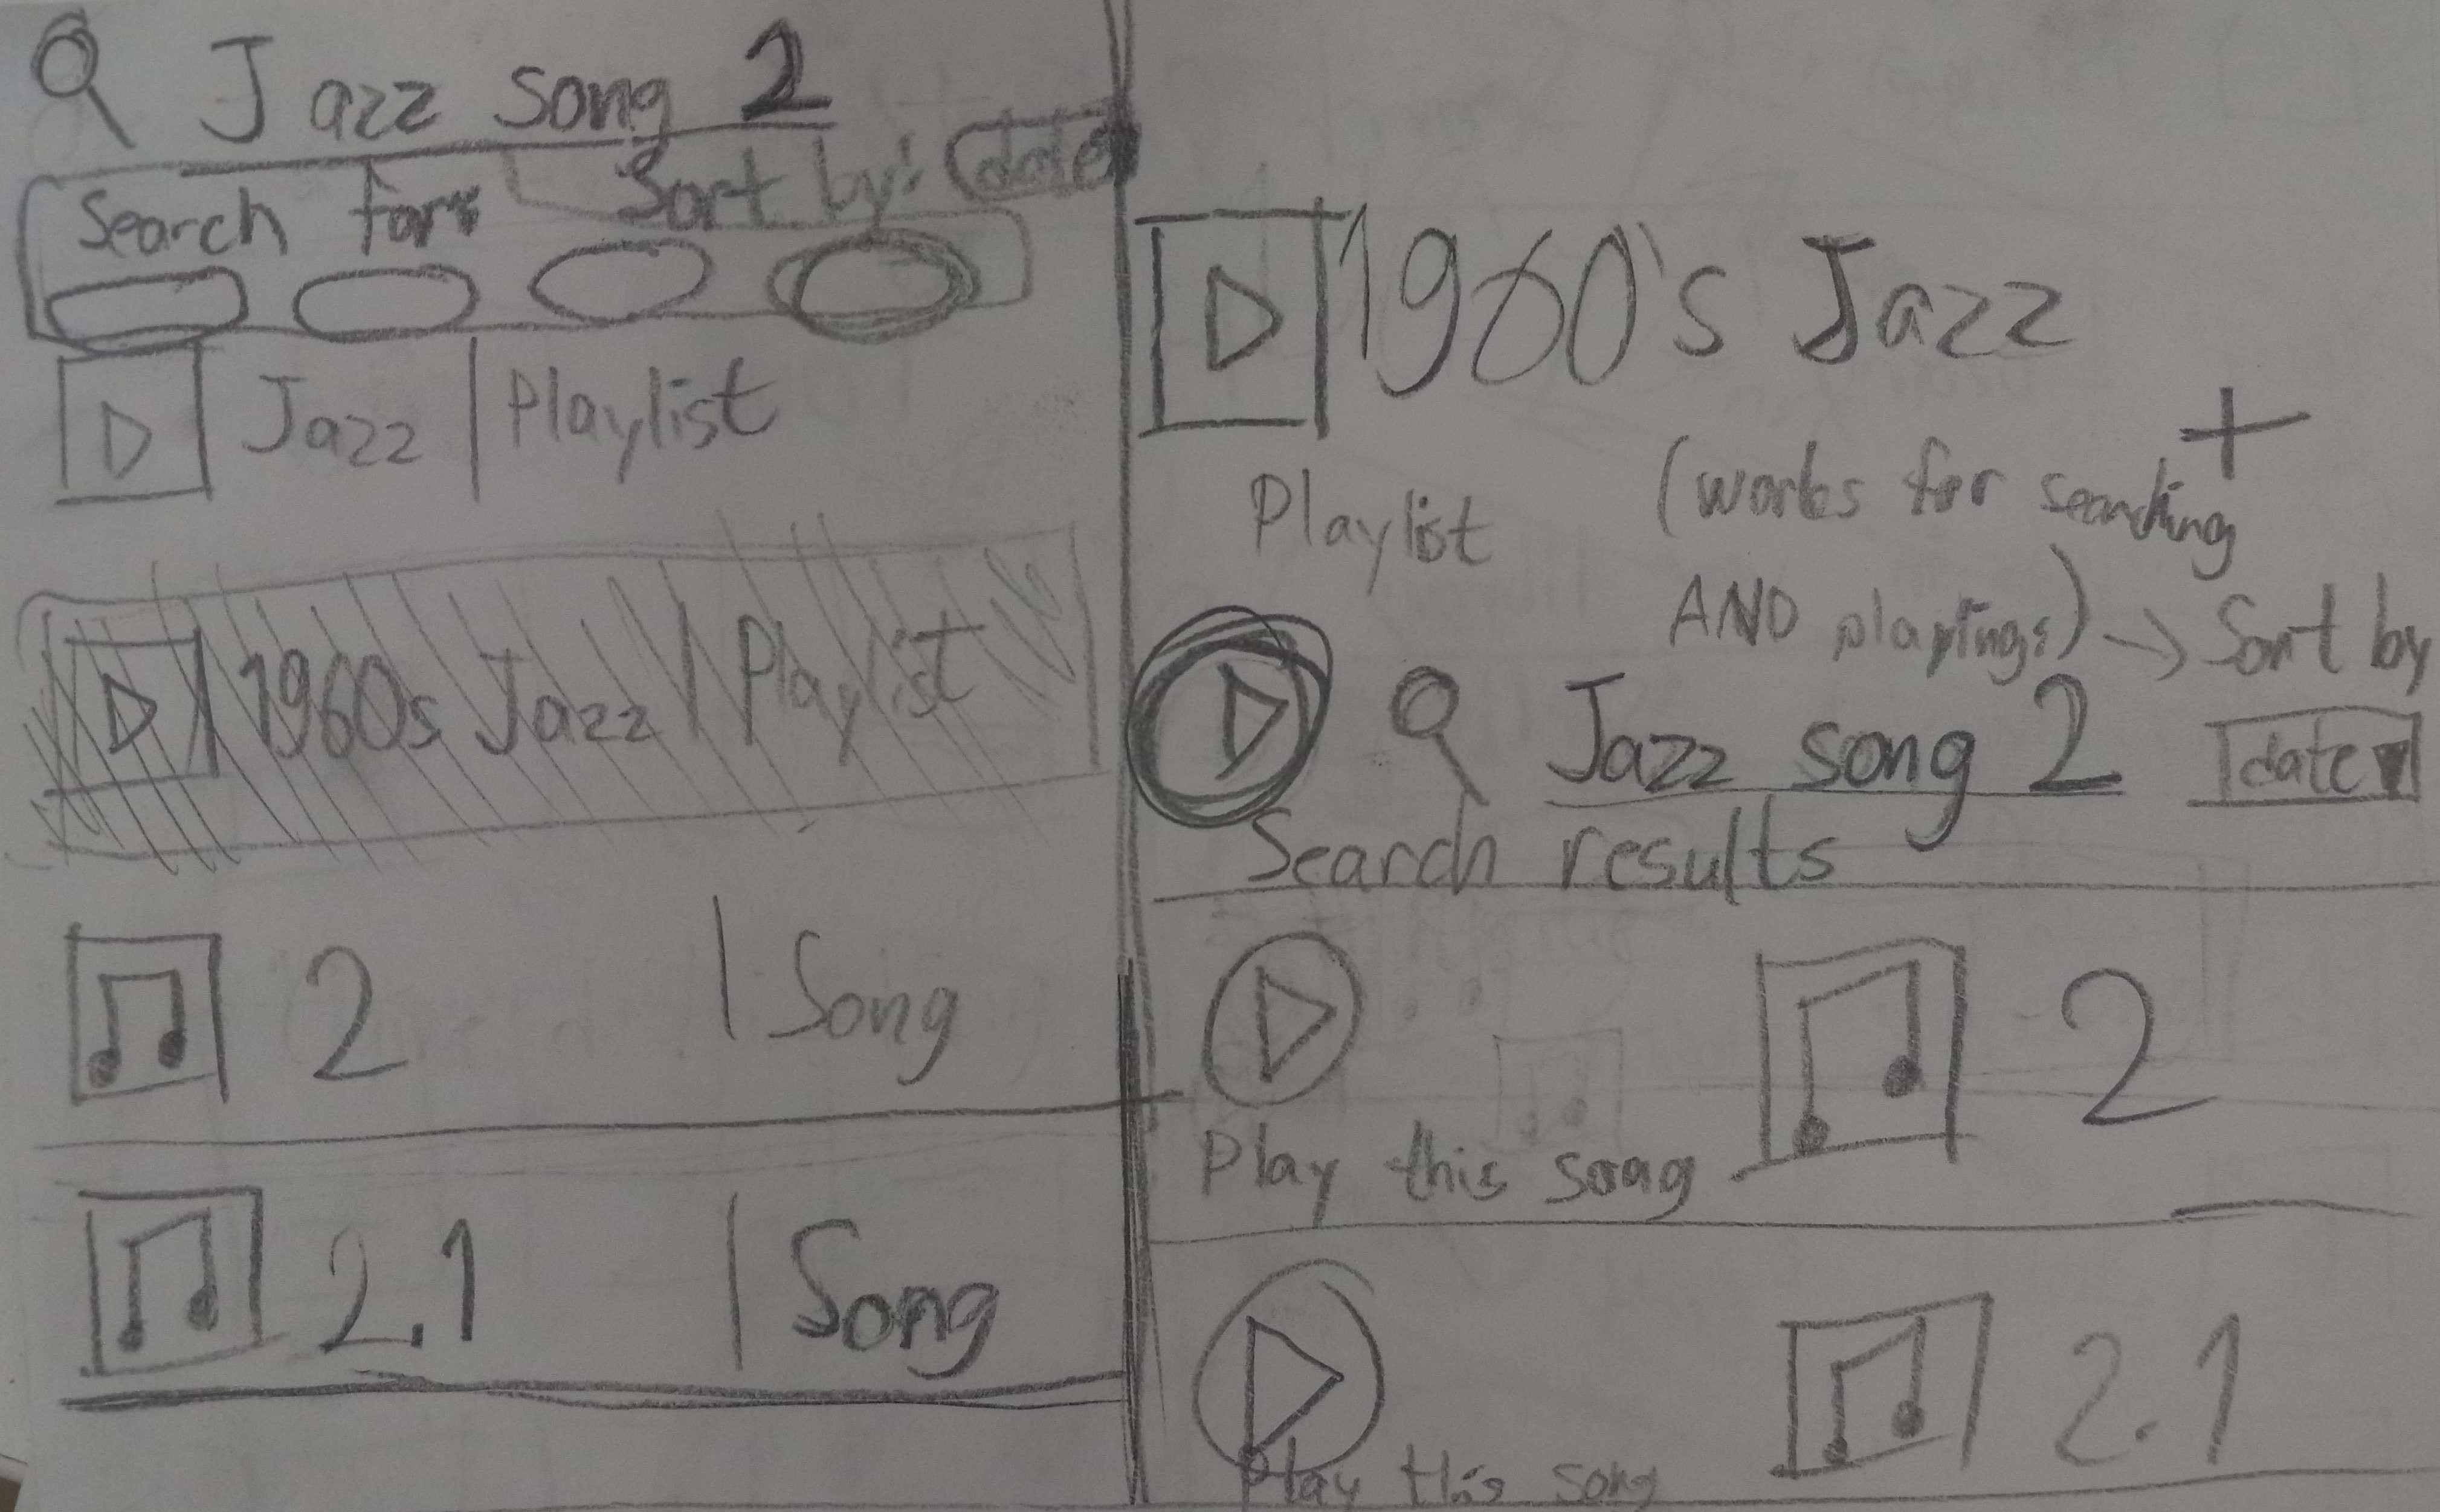 Jazz song 2
Search for:
Sort by: date
Jazz | Playlist
1960s Jazz | Playlist
2 | Song
2.1 | Song
1960's Jazz
+
Playlist
(works for searching
AND playings) → Sort by
Jazz song 2
date
Search results
2
Play this song
2.1
Play this song